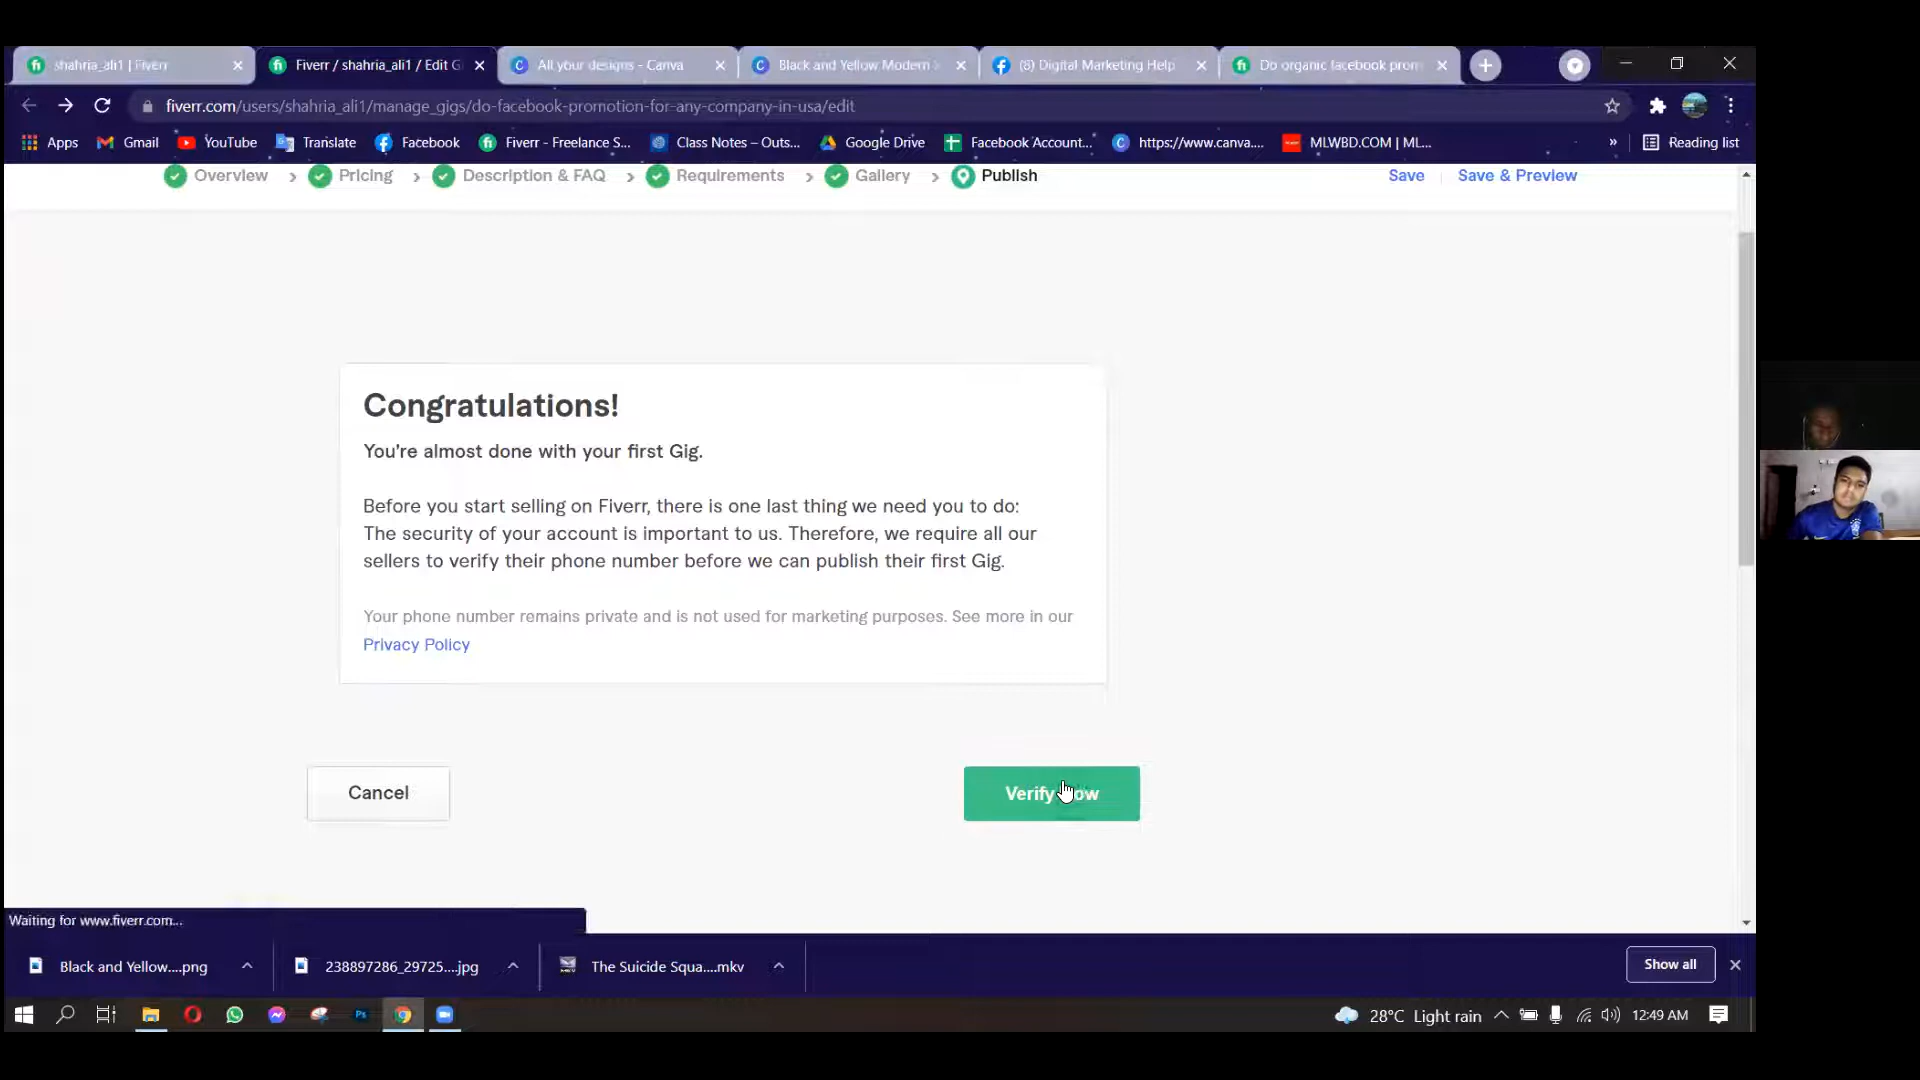 shahria_ali1 | Fiverr
Fiverr / shahria_ali1 / Edit G
All your designs - Canva
Black and Yellow Modern
(8) Digital Marketing Help
Do organic facebook prom
fiverr.com/users/shahria_ali1/manage_gigs/do-facebook-promotion-for-any-company-in-usa/edit
Apps
Gmail
YouTube
Translate
Facebook
Fiverr - Freelance S...
Class Notes – Outs...
Google Drive
Facebook Account...
https://www.canva....
MLWBD.COM | ML...
»
Reading list
Overview > Pricing > Description & FAQ > Requirements > Gallery > Publish
Save
Save & Preview
Congratulations!
You're almost done with your first Gig.
Before you start selling on Fiverr, there is one last thing we need you to do:
The security of your account is important to us. Therefore, we require all our
sellers to verify their phone number before we can publish their first Gig.
Your phone number remains private and is not used for marketing purposes. See more in our
Privacy Policy
Cancel
Verify Now
Waiting for www.fiverr.com...
Black and Yellow....png
238897286_29725....jpg
The Suicide Squa....mkv
Show all
28°C Light rain
12:49 AM